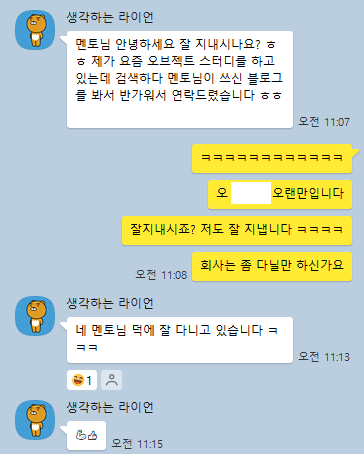 생각하는 라이언
멘토님 안녕하세요 잘 지내시나요? ㅎ
ㅎ 제가 요즘 오브젝트 스터디를 하고
있는데 검색하다 멘토님이 쓰신 블로그
를 봐서 반가워서 연락드렸습니다 ㅎㅎ
오전 11:07
ㅋㅋㅋㅋㅋㅋㅋㅋㅋㅋㅋㅋ
오 오랜만입니다
잘지내시죠? 저도 잘 지냅니다 ㅋㅋㅋㅋ
오전 11:08 회사는 좀 다닐만 하신가요
생각하는 라이언
네 멘토님 덕에 잘 다니고 있습니다 ㅋ
ㅋㅋ
오전 11:13
1
생각하는 라이언
💪👍 오전 11:15